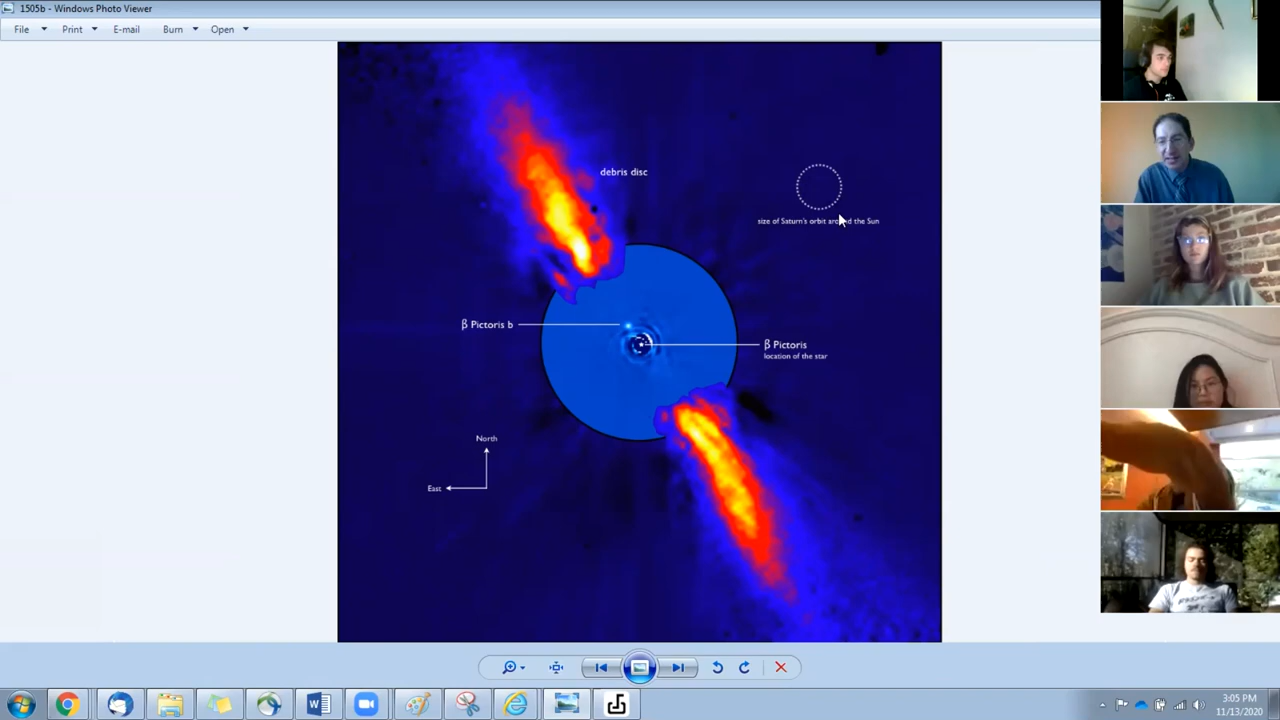 1505b - Windows Photo Viewer
File Print E-mail Burn Open
debris disc
size of Saturn's orbit around the Sun
β Pictoris b
β Pictoris
location of the star
North
East
3:05 PM
11/13/2020